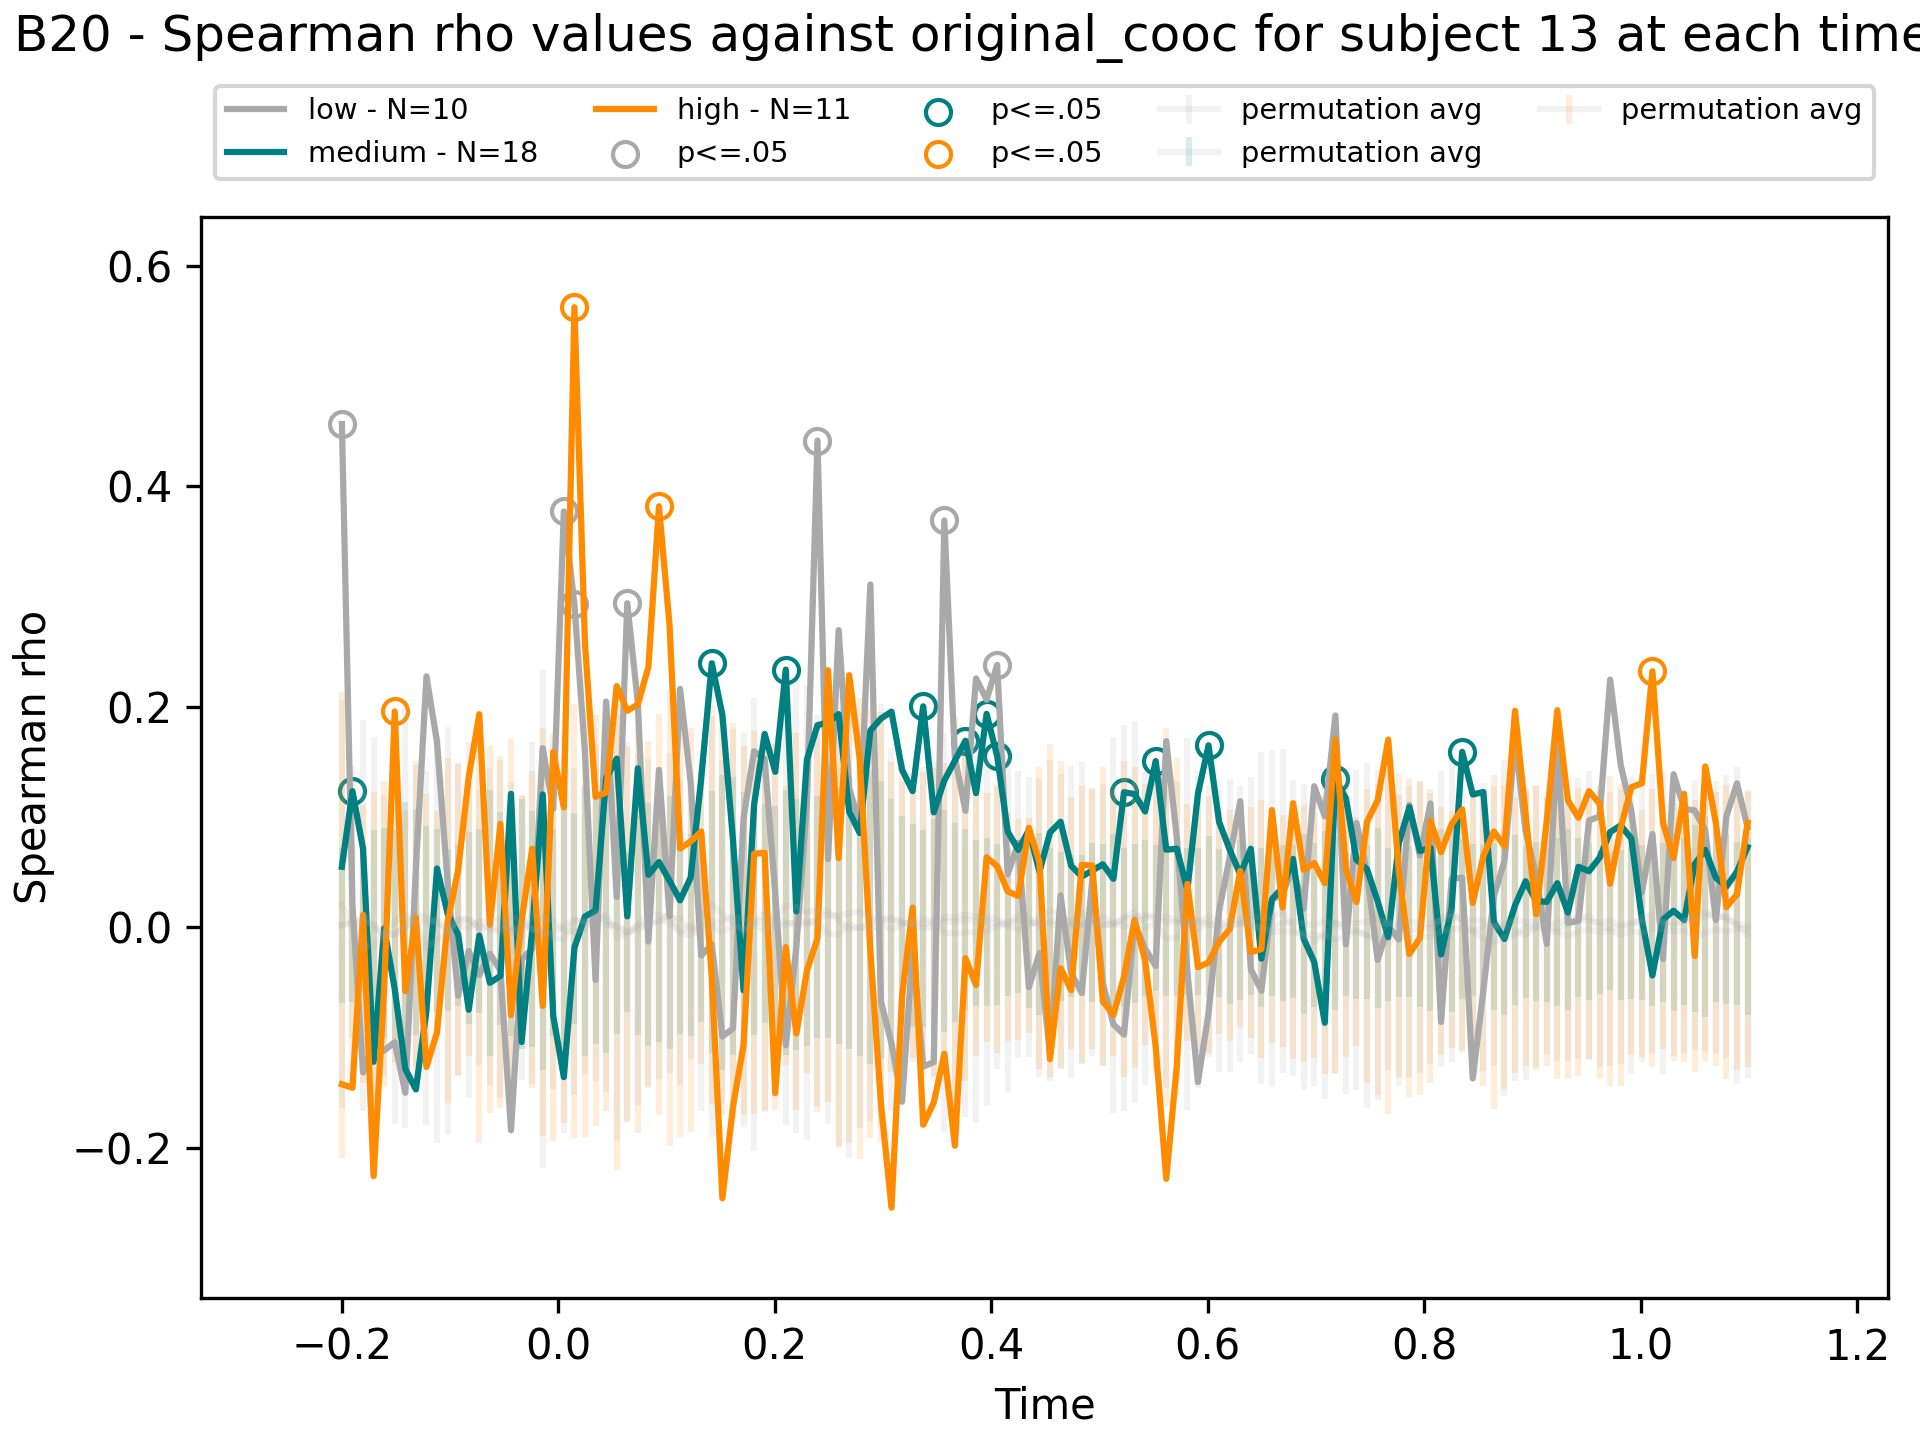 B20 - Spearman rho values against original_cooc for subject 13 at each time
low - N=10
medium - N=18
high - N=11
p<=.05
p<=.05
p<=.05
permutation avg
permutation avg
permutation avg
Spearman rho
0.6
0.4
0.2
0.0
−0.2
−0.2
0.0
0.2
0.4
0.6
0.8
1.0
1.2
Time